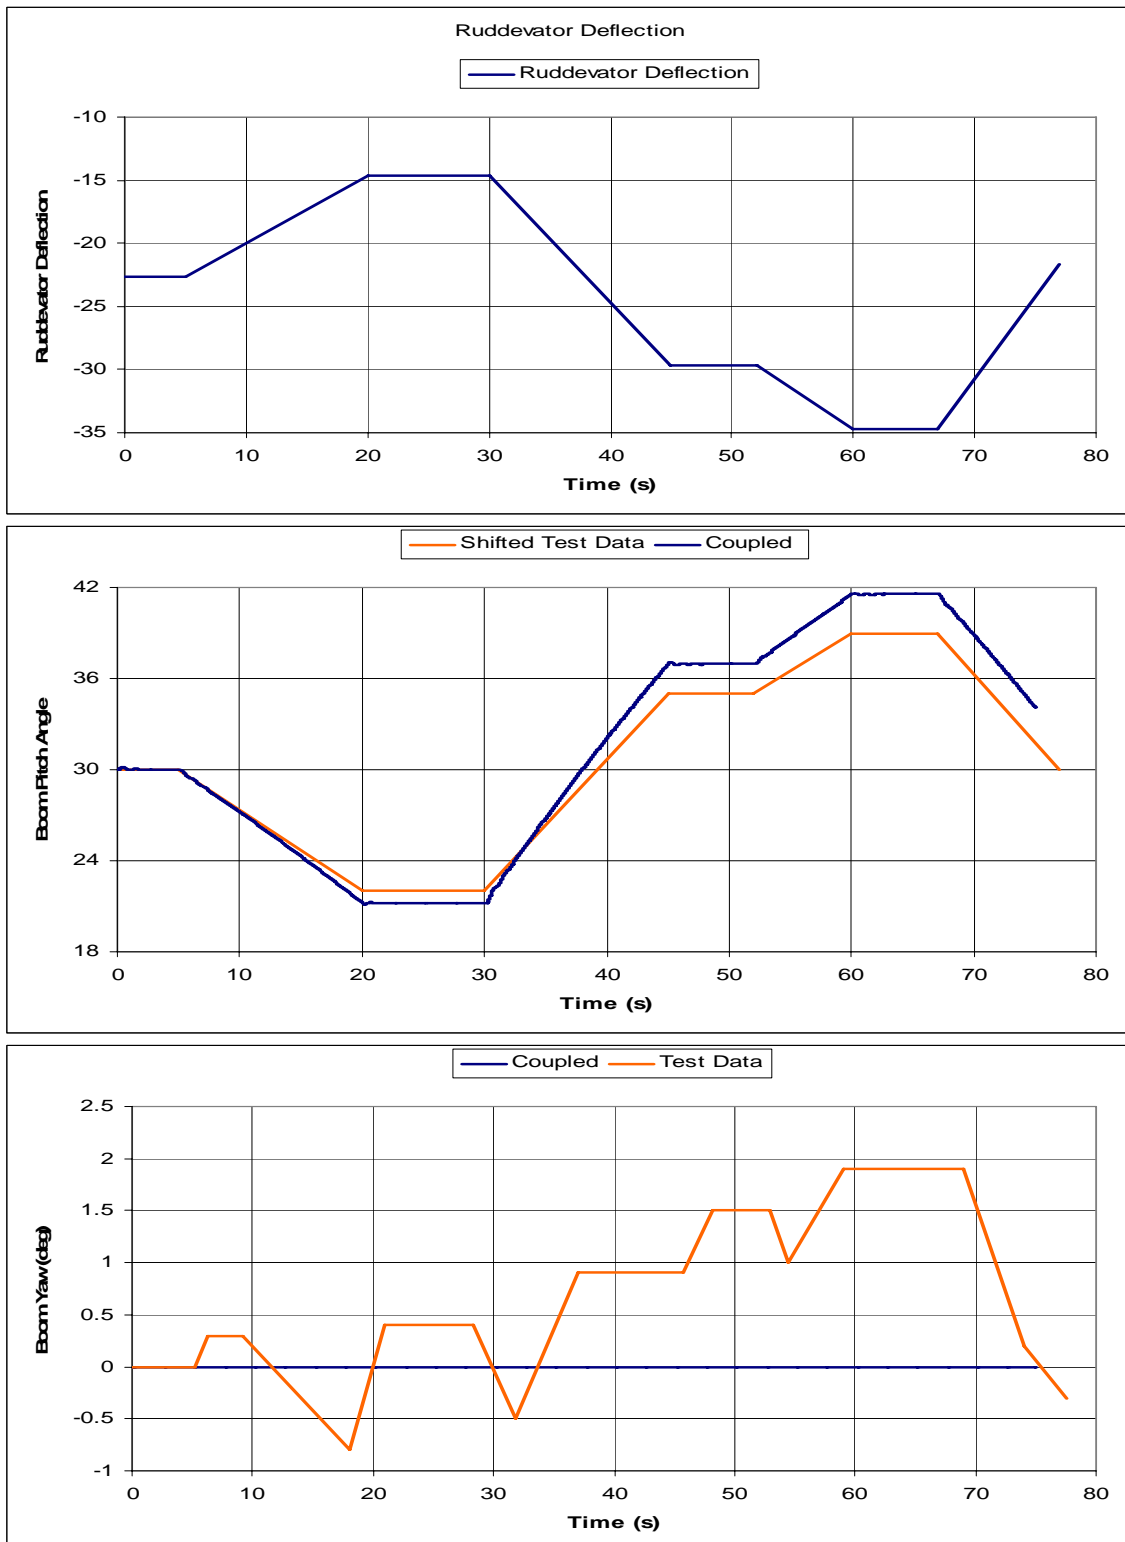 Ruddevator Deflection
Ruddevator Deflection
-10
-15
-20
-25
-30
-35
Ruddevator Deflection
0 10 20 30 40 50 60 70 80
Time (s)
Shifted Test Data Coupled
42
36
30
24
18
Boom Pitch Angle
0 10 20 30 40 50 60 70 80
Time (s)
Coupled Test Data
2.5
2
1.5
1
0.5
0
-0.5
-1
Boom Yaw (deg)
0 10 20 30 40 50 60 70 80
Time (s)